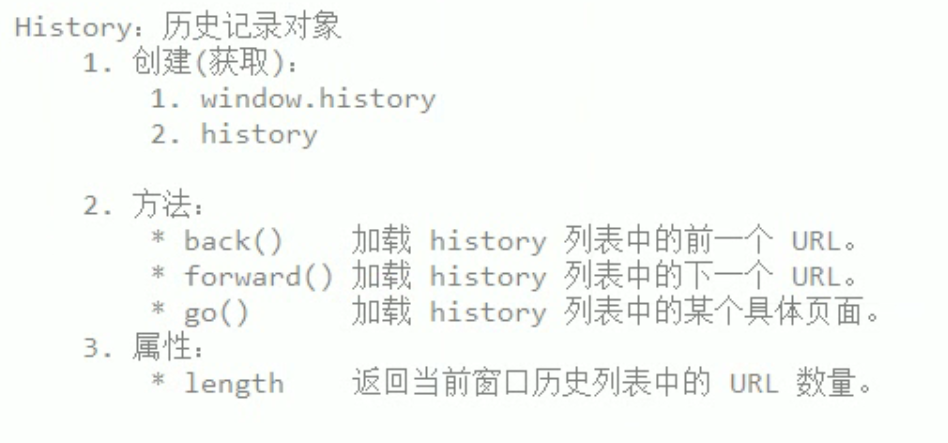 History：历史记录对象
1. 创建(获取)：
1. window.history
2. history
2. 方法：
* back() 加载 history 列表中的前一个 URL。
* forward() 加载 history 列表中的下一个 URL。
* go() 加载 history 列表中的某个具体页面。
3. 属性：
* length 返回当前窗口历史列表中的 URL 数量。